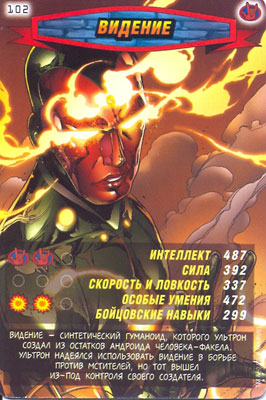 102
ВИДЕНИЕ
ИНТЕЛЛЕКТ 487
СИЛА 392
СКОРОСТЬ И ЛОВКОСТЬ 337
ОСОБЫЕ УМЕНИЯ 472
БОЙЦОВСКИЕ НАВЫКИ 299
ВИДЕНИЕ – СИНТЕТИЧЕСКИЙ ГУМАНОИД, КОТОРОГО УЛЬТРОН
СОЗДАЛ ИЗ ОСТАТКОВ АНДРОИДА ЧЕЛОВЕКА-ФАКЕЛА.
УЛЬТРОН НАДЕЯЛСЯ ИСПОЛЬЗОВАТЬ ВИДЕНИЕ В БОРЬБЕ
ПРОТИВ МСТИТЕЛЕЙ, НО ТОТ ВЫШЕЛ
ИЗ-ПОД КОНТРОЛЯ СВОЕГО СОЗДАТЕЛЯ.